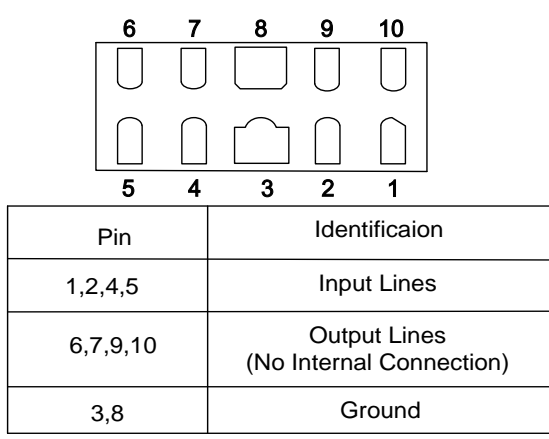 6 7 8 9 10
5 4 3 2 1
Pin Identificaion
1,2,4,5 Input Lines
6,7,9,10 Output Lines
(No Internal Connection)
3,8 Ground